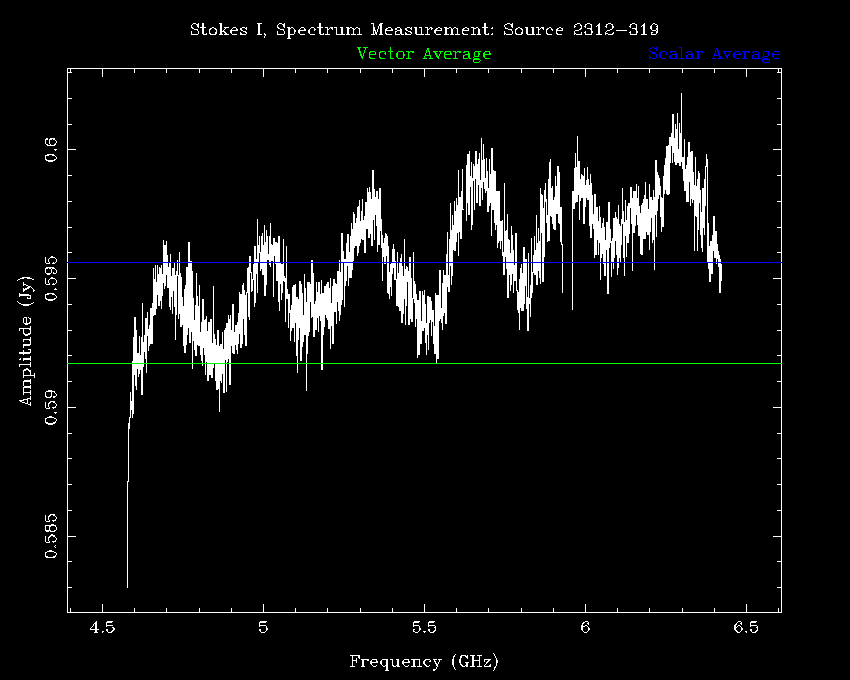 Stokes I, Spectrum Measurement: Source 2312−319
Vector Average
Scalar Average
0.6
0.595
0.59
0.585
Amplitude (Jy)
4.5
5
5.5
6
6.5
Frequency (GHz)